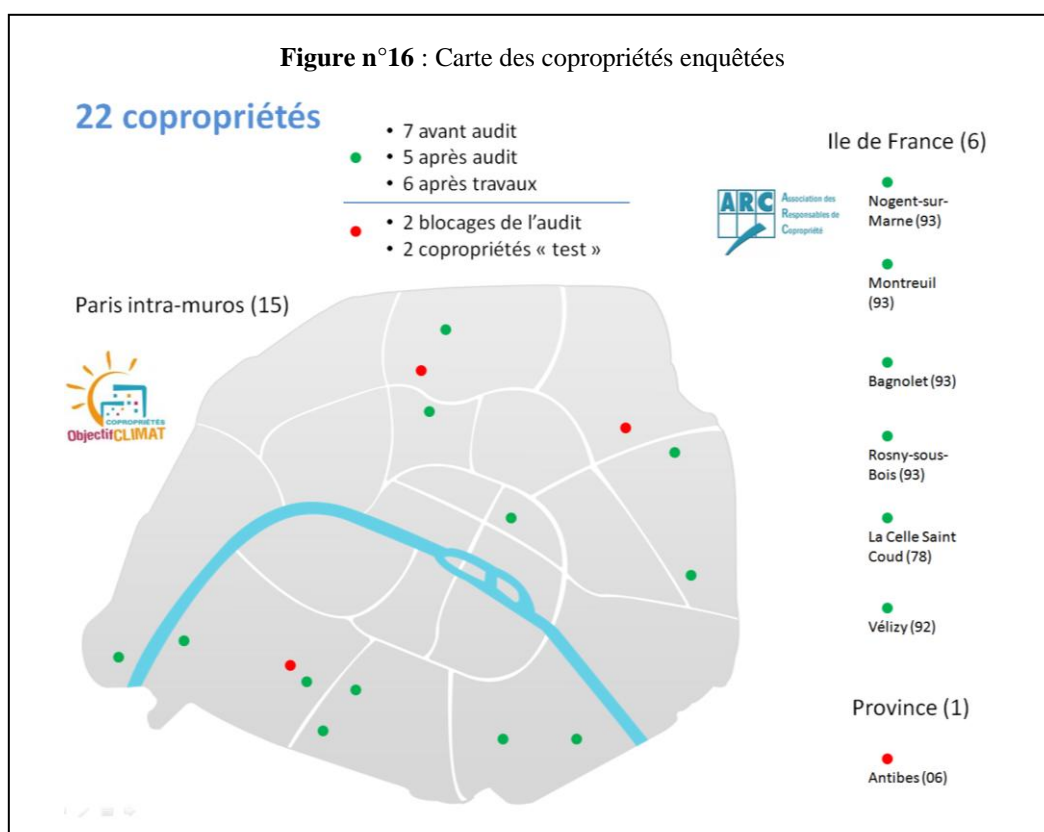 Figure n°16 : Carte des copropriétés enquêtées
22 copropriétés
• 7 avant audit
• 5 après audit
• 6 après travaux
• 2 blocages de l'audit
• 2 copropriétés « test »
Ile de France (6)
ARC
Association des
Responsables de
Copropriété
Nogent-sur-
Marne (93)
Montreuil
(93)
Bagnolet (93)
Rosny-sous-
Bois (93)
La Celle Saint
Coud (78)
Vélizy (92)
Paris intra-muros (15)
COPROPRIÉTÉS
ObjectifCLIMAT
Province (1)
Antibes (06)